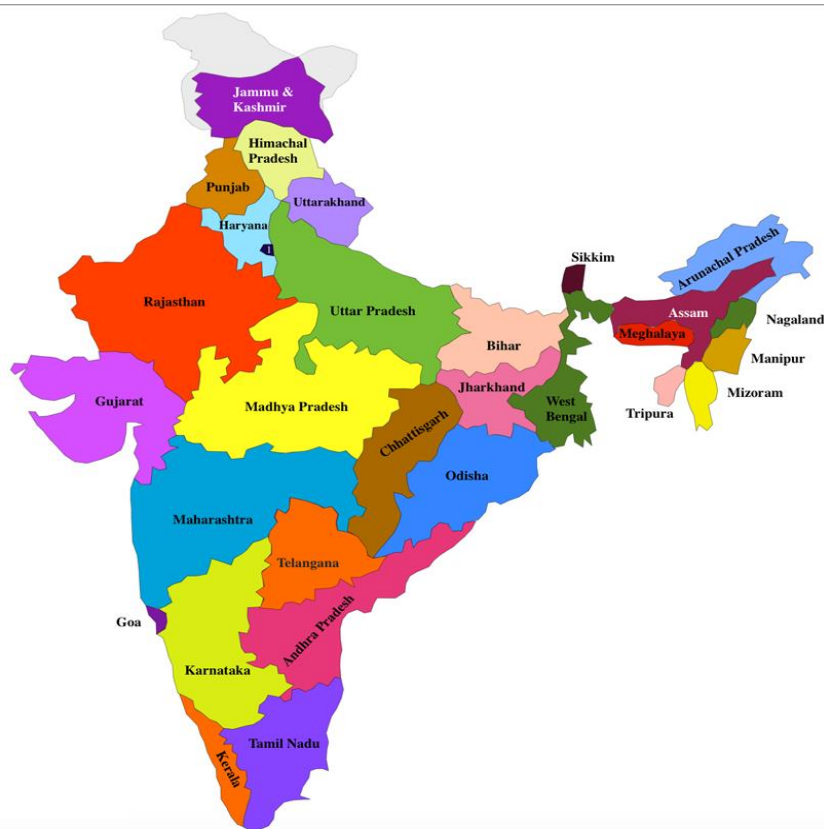 Jammu &
Kashmir
Himachal
Pradesh
Punjab
Uttarakhand
Haryana
Arunachal Pradesh
Sikkim
Rajasthan
Uttar Pradesh
Assam
Nagaland
Meghalaya
Bihar
Manipur
Jharkhand
Mizoram
Gujarat
Madhya Pradesh
West
Bengal
Tripura
Chhattisgarh
Odisha
Maharashtra
Telangana
Goa
Andhra Pradesh
Karnataka
Tamil Nadu
Kerala